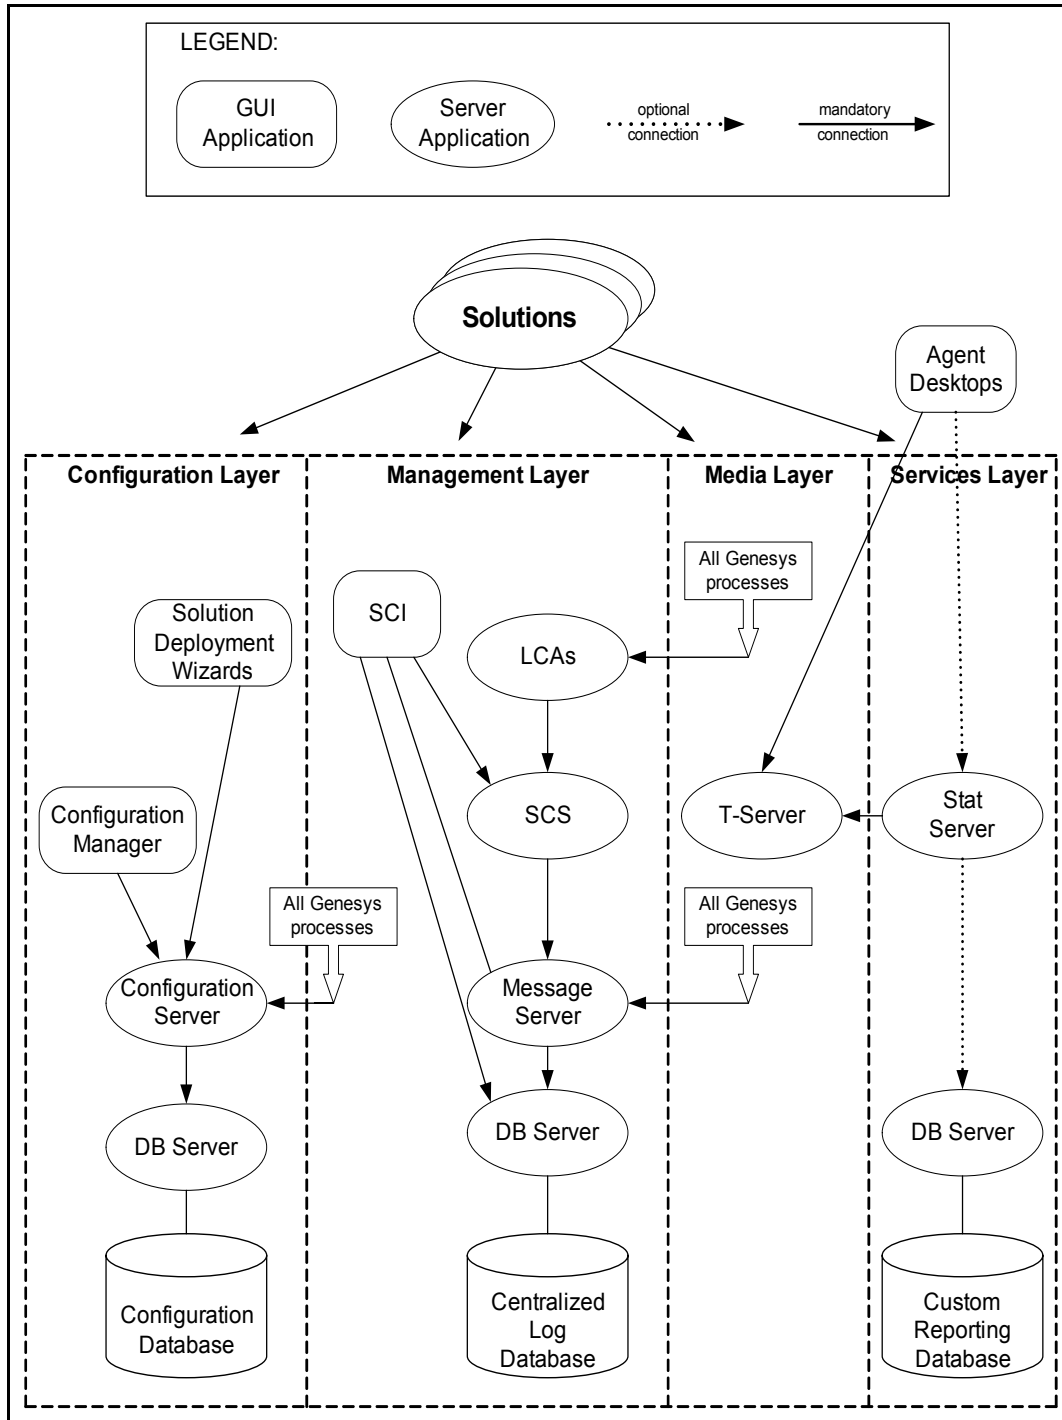 LEGEND:
GUI
Application
Server
Application
optional
connection
mandatory
connection
Solutions
Agent
Desktops
Configuration Layer
Management Layer
Media Layer
Services Layer
All Genesys
processes
Solution
Deployment
Wizards
SCI
LCAs
Configuration
Manager
SCS
T-Server
Stat
Server
All Genesys
processes
All Genesys
processes
Configuration
Server
Message
Server
DB Server
DB Server
DB Server
Configuration
Database
Centralized
Log
Database
Custom
Reporting
Database